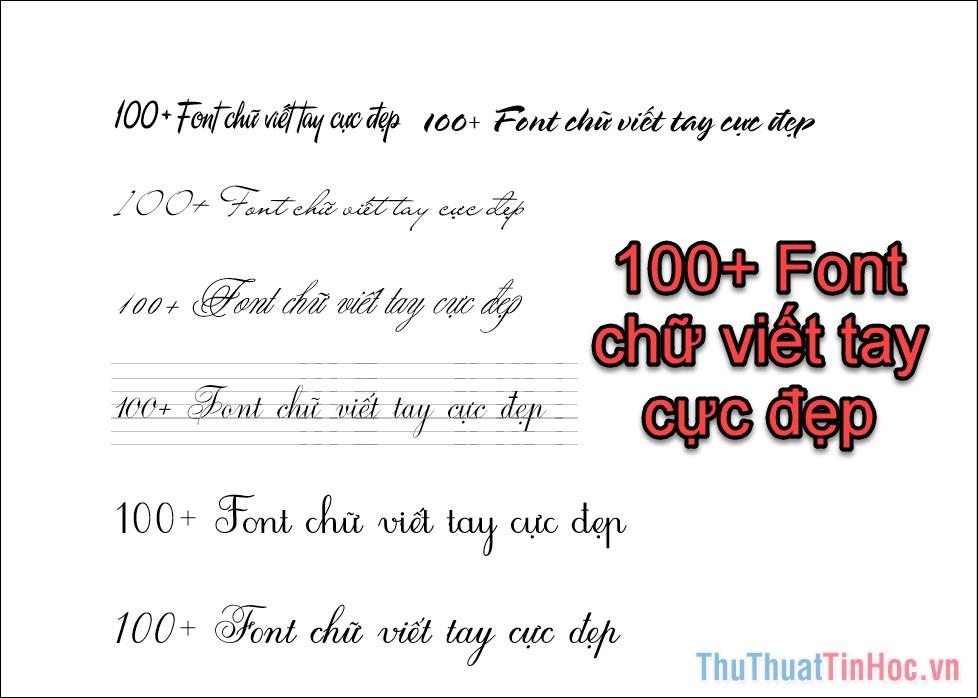 100+ Font chữ viết tay cực đẹp 100+ Font chữ viết tay cực đẹp
100+ Font chữ viết tay cực đẹp
100+ Font chữ viết tay cực đẹp
100+ Font chữ viết tay cực đẹp
100+ Font chữ viết tay cực đẹp
100+ Font chữ viết tay cực đẹp
100+ Font
chữ viết tay
cực đẹp
ThuThuatTinHoc.vn